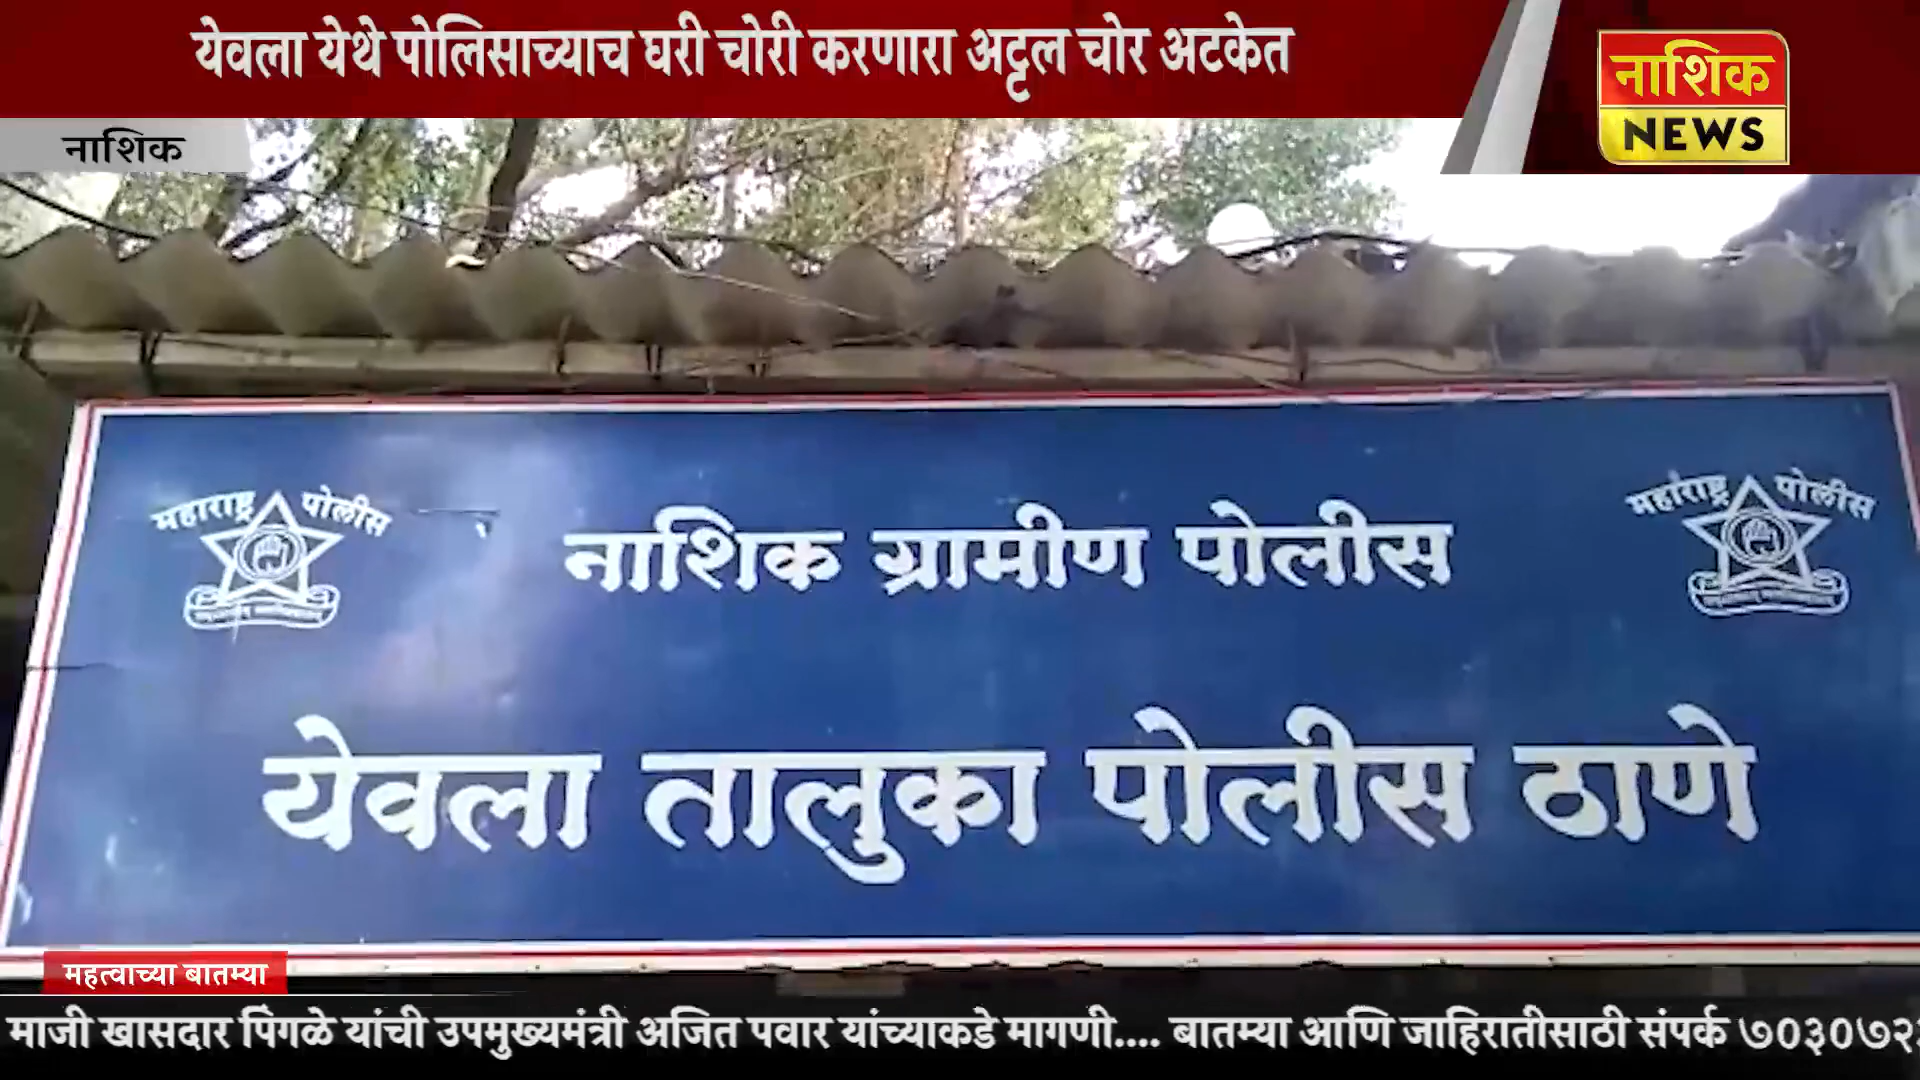 येवला येथे पोलिसाच्याच घरी चोरी करणारा अट्टल चोर अटकेत
नाशिक
NEWS
नाशिक
महाराष्ट्र पोलीस
महाराष्ट्र पोलीस
नाशिक ग्रामीण पोलीस
येवला तालुका पोलीस ठाणे
महत्वाच्या बातम्या
माजी खासदार पिंगळे यांची उपमुख्यमंत्री अजित पवार यांच्याकडे मागणी.... बातम्या आणि जाहिरातीसाठी संपर्क ७०३०७२